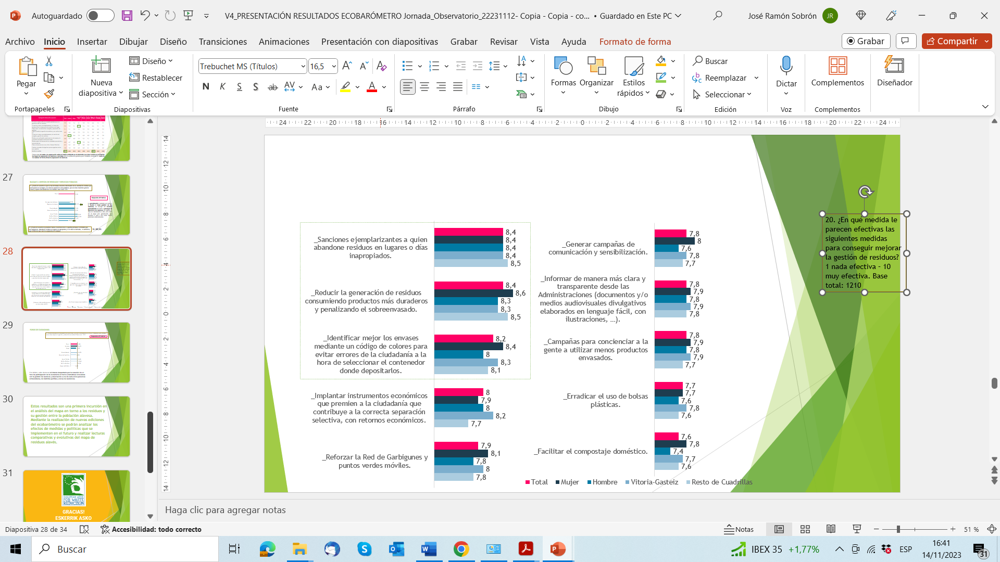 Autoguardado
V4_PRESENTACIÓN RESULTADOS ECOBARÓMETRO Jornada_Observatorio_22231112- Copia - Copia - co... • Guardado en Este PC
José Ramón Sobrón
JR
Archivo Inicio Insertar Dibujar Diseño Transiciones Animaciones Presentación con diapositivas Grabar Revisar Vista Ayuda Formato de forma
Grabar
Compartir
Pegar
Portapapeles
Nueva
diapositiva
Diseño
Restablecer
Sección
Diapositivas
Trebuchet MS (Títulos)
16,5
N K S S ab AV Aa A
Fuente
Párrafo
Formas
Organizar
Estilos
rápidos
Dibujo
Buscar
Reemplazar
Seleccionar
Edición
Dictar
Voz
Complementos
Complementos
Diseñador
24 22 20 18 16 14 12 10 8 6 4 2 0 2 4 6 8 10 12 14 16 18 20 22 24
14 12 10 8 6 4 2 0 2 4 6 8 10 12 14
27
28
29
30
Estos resultados son una primera incursión en
el análisis del mapa en torno a los residuos y
su gestión entre la población alavesa.
Mediante la realización de nuevas ediciones
del ecobarómetro se podrán analizar los
efectos de medidas y políticas que se
implementen en el futuro y realizar lecturas
comparativas y evolutivas del mapa de
residuos alavés.
31
EUROPEAN WEEK
FOR WASTE
REDUCTION
GRACIAS!
ESKERRIK ASKO
_Sanciones ejemplarizantes a quien
abandone residuos en lugares o días
inapropiados.
8,4
8,4
8,4
8,4
8,5
_Reducir la generación de residuos
consumiendo productos más duraderos
y penalizando el sobreenvasado.
8,4
8,6
8,3
8,3
8,5
_Identificar mejor los envases
mediante un código de colores para
evitar errores de la ciudadanía a la
hora de seleccionar el contenedor
donde depositarlos.
8,2
8,4
8
8,3
8,1
_Implantar instrumentos económicos
que premien a la ciudadanía que
contribuye a la correcta separación
selectiva, con retornos económicos.
8
7,9
8
8,2
7,7
_Reforzar la Red de Garbigunes y
puntos verdes móviles.
7,9
8,1
7,8
8
7,8
_Generar campañas de
comunicación y sensibilización.
7,8
8
7,6
7,8
7,7
_Informar de manera más clara y
transparente desde las
Administraciones (documentos y/o
medios audiovisuales divulgativos
elaborados en lenguaje fácil, con
ilustraciones, ...).
7,8
7,9
7,8
7,9
7,8
_Campañas para concienciar a la
gente a utilizar menos productos
envasados.
7,8
7,9
7,8
7,9
7,7
_Erradicar el uso de bolsas
plásticas.
7,7
7,7
7,6
7,8
7,6
_Facilitar el compostaje doméstico.
7,6
7,8
7,4
7,7
7,6
Total Mujer Hombre Vitoria-Gasteiz Resto de Cuadrillas
20. ¿En qué medida le
parecen efectivas las
siguientes medidas
para conseguir mejorar
la gestión de residuos?
1 nada efectiva - 10
muy efectiva. Base
total: 1210
Haga clic para agregar notas
Diapositiva 28 de 34
Accesibilidad: todo correcto
Notas
51 %
Buscar
IBEX 35 +1,77%
ESP
16:41
14/11/2023
31